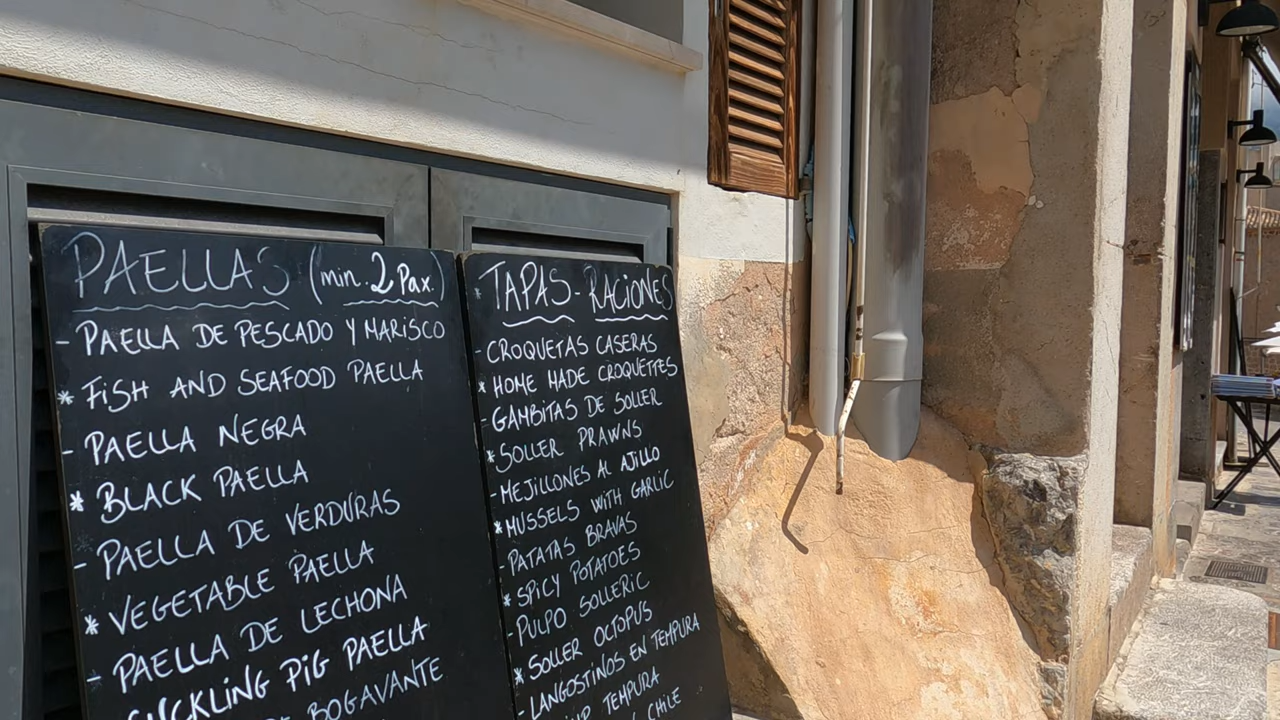 PAELLAS (min. 2 Pax.)
- PAELLA DE PESCADO Y MARISCO
* FISH AND SEAFOOD PAELLA
- PAELLA NEGRA
* BLACK PAELLA
- PAELLA DE VERDURAS
* VEGETABLE PAELLA
- PAELLA DE LECHONA
SUCKLING PIG PAELLA
DE BOGAVANTE
TAPAS - RACIONES
- CROQUETAS CASERAS
* HOME MADE CROQUETTES
- GAMBITAS DE SOLLER
* SOLLER PRAWNS
- MEJILLONES AL AJILLO
* MUSSELS WITH GARLIC
- PATATAS BRAVAS
* SPICY POTATOES
- PULPO SOLLERIC
* SOLLER OCTOPUS
- LANGOSTINOS EN TEMPURA
TEMPURA
CHILE